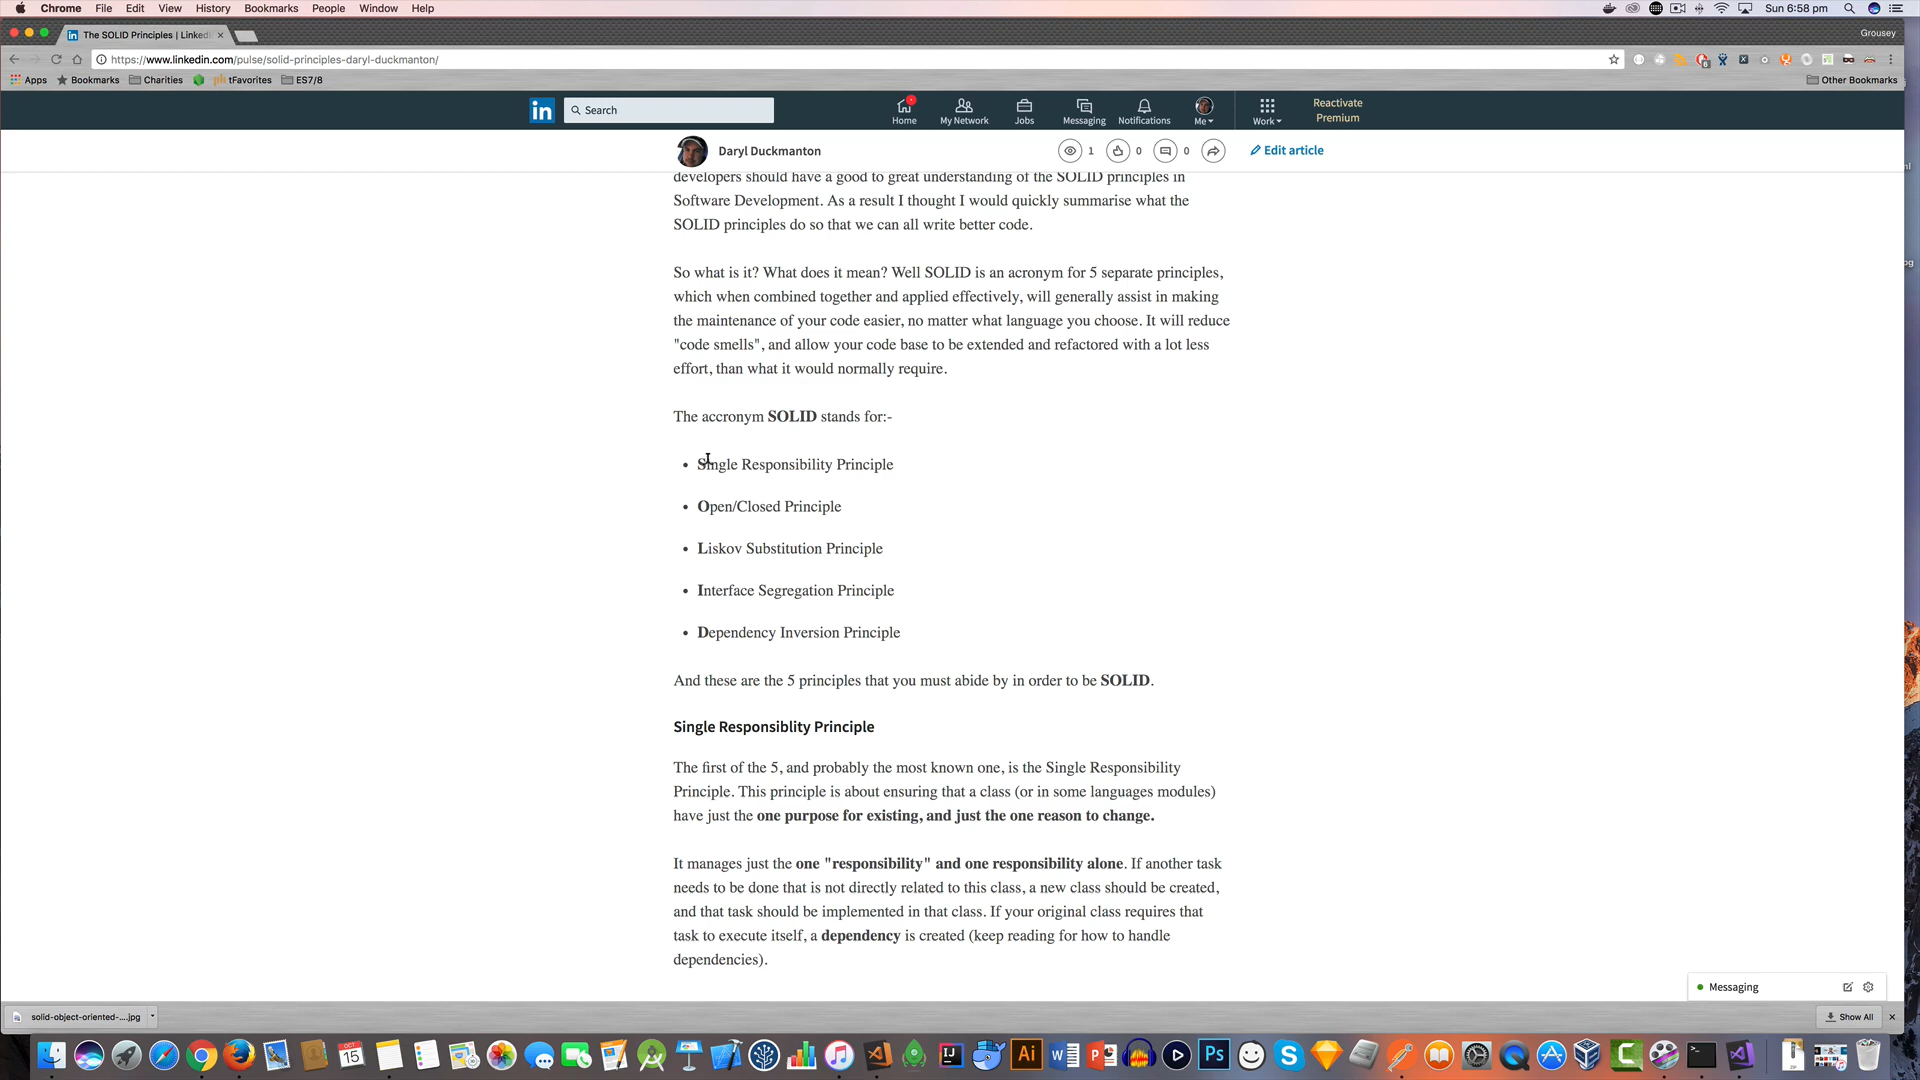 Chrome File Edit View History Bookmarks People Window Help Sun 6:58 pm
The SOLID Principles | Linked Grousey
https://www.linkedin.com/pulse/solid-principles-daryl-duckmanton/
Apps Bookmarks Charities tFavorites ES7/8 Other Bookmarks
in Search Home My Network Jobs Messaging Notifications Me Work Reactivate
Premium
Daryl Duckmanton 1 0 0 Edit article
developers should have a good to great understanding of the SOLID principles in
Software Development. As a result I thought I would quickly summarise what the
SOLID principles do so that we can all write better code.
So what is it? What does it mean? Well SOLID is an acronym for 5 separate principles,
which when combined together and applied effectively, will generally assist in making
the maintenance of your code easier, no matter what language you choose. It will reduce
"code smells", and allow your code base to be extended and refactored with a lot less
effort, than what it would normally require.
The accronym SOLID stands for:-
• Single Responsibility Principle
• Open/Closed Principle
• Liskov Substitution Principle
• Interface Segregation Principle
• Dependency Inversion Principle
And these are the 5 principles that you must abide by in order to be SOLID.
Single Responsiblity Principle
The first of the 5, and probably the most known one, is the Single Responsibility
Principle. This principle is about ensuring that a class (or in some languages modules)
have just the one purpose for existing, and just the one reason to change.
It manages just the one "responsibility" and one responsibility alone. If another task
needs to be done that is not directly related to this class, a new class should be created,
and that task should be implemented in that class. If your original class requires that
task to execute itself, a dependency is created (keep reading for how to handle
dependencies).
Messaging
solid-object-oriented-....jpg Show All
OCT
15
Ai Ps